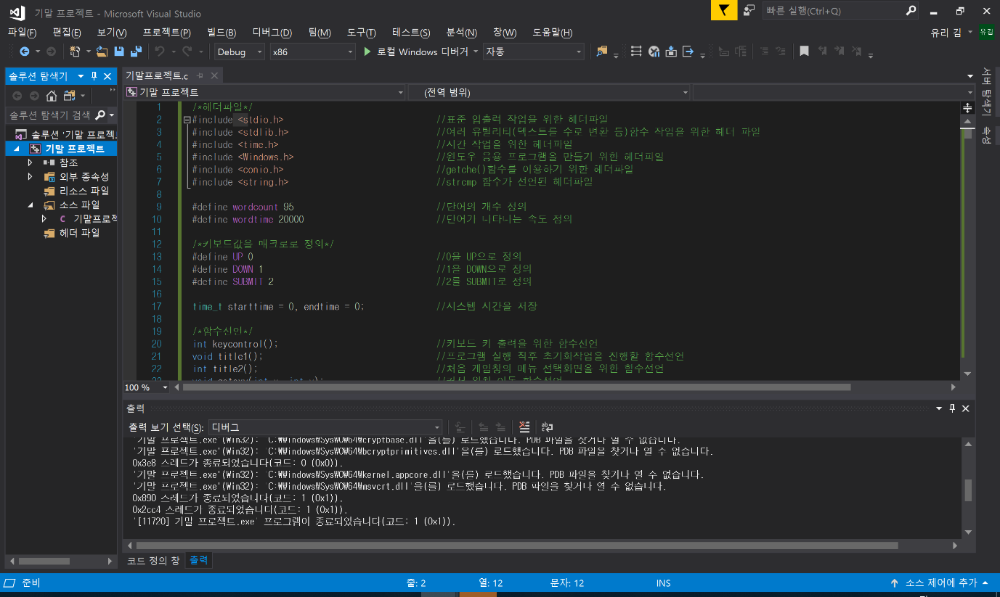 기말 프로젝트 - Microsoft Visual Studio
빠른 실행(Ctrl+Q)
파일(F) 편집(E) 보기(V) 프로젝트(P) 빌드(B) 디버그(D) 팀(M) 도구(T) 테스트(S) 분석(N) 창(W) 도움말(H)
유리 김 유김
Debug x86 로컬 Windows 디버거 자동
솔루션 탐색기
솔루션 탐색기 검색
솔루션 '기말 프로젝
기말 프로젝트
참조
외부 종속성
리소스 파일
소스 파일
C 기말프로젝
헤더 파일
기말프로젝트.c
기말 프로젝트 (전역 범위)
1 /*헤더파일*/
2 #include <stdio.h> //표준 입출력 작업을 위한 헤더파일
3 #include <stdlib.h> //여러 유틸리티(텍스트를 수로 변환 등)함수 작업을 위한 헤더 파일
4 #include <time.h> //시간 작업을 위한 헤더파일
5 #include <Windows.h> //윈도우 응용 프로그램을 만들기 위한 헤더파일
6 #include <conio.h> //getche()함수를 이용하기 위한 헤더파일
7 #include <string.h> //strcmp 함수가 선언된 헤더파일
8
9 #define wordcount 95 //단어의 개수 정의
10 #define wordtime 20000 //단어가 나타나는 속도 정의
11
12 /*키보드값을 매크로로 정의*/
13 #define UP 0 //0을 UP으로 정의
14 #define DOWN 1 //1을 DOWN으로 정의
15 #define SUBMIT 2 //2를 SUBMIT로 정의
16
17 time_t starttime = 0, endtime = 0; //시스템 시간을 저장
18
19 /*함수선언*/
20 int keycontrol(); //키보드 키 출력을 위한 함수선언
21 void title1(); //프로그램 실행 직후 초기화작업을 진행할 함수선언
22 int title2(); //처음 게임창의 메뉴 선택화면을 위한 함수선언
100 %
출력
출력 보기 선택(S): 디버그
'기말 프로젝트.exe'(Win32): 'C:\Windows\SysWOW64\cryptbase.dll'을(를) 로드했습니다. PDB 파일을 찾거나 열 수 없습니다.
'기말 프로젝트.exe'(Win32): 'C:\Windows\SysWOW64\bcryptprimitives.dll'을(를) 로드했습니다. PDB 파일을 찾거나 열 수 없습니다.
0x3e8 스레드가 종료되었습니다(코드: 0 (0x0)).
'기말 프로젝트.exe'(Win32): 'C:\Windows\SysWOW64\kernel.appcore.dll'을(를) 로드했습니다. PDB 파일을 찾거나 열 수 없습니다.
'기말 프로젝트.exe'(Win32): 'C:\Windows\SysWOW64\msvcrt.dll'을(를) 로드했습니다. PDB 파일을 찾거나 열 수 없습니다.
0x890 스레드가 종료되었습니다(코드: 1 (0x1)).
0x2cc4 스레드가 종료되었습니다(코드: 1 (0x1)).
'[11720] 기말 프로젝트.exe' 프로그램이 종료되었습니다(코드: 1 (0x1)).
코드 정의 창 출력
서버 탐색기
속성
준비 줄: 2 열: 12 문자: 12 INS 소스 제어에 추가